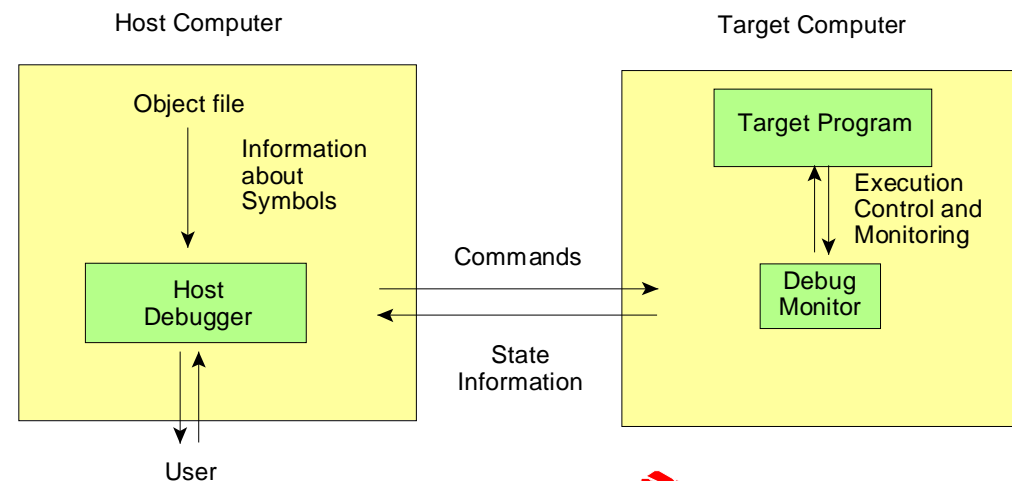 Host Computer
Target Computer
Object file
Information
about
Symbols
Host
Debugger
User
Commands
State
Information
Target Program
Execution
Control and
Monitoring
Debug
Monitor